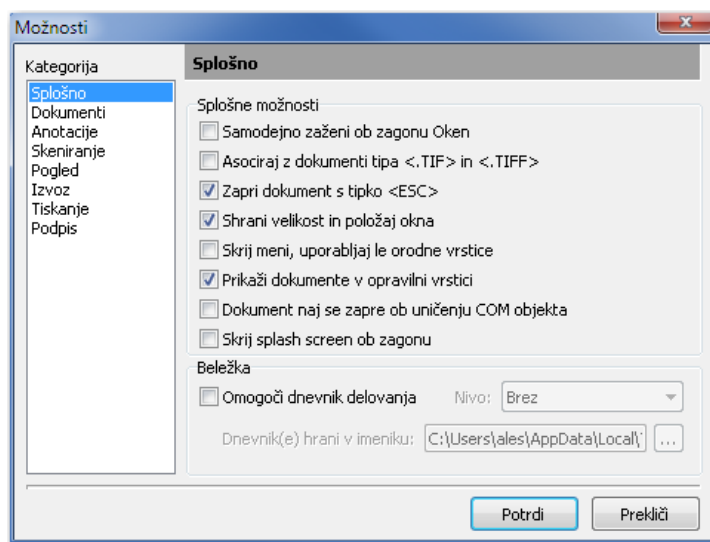 Možnosti
Kategorija
Splošno
Dokumenti
Anotacije
Skeniranje
Pogled
Izvoz
Tiskanje
Podpis
Splošno
Splošne možnosti
Samodejno zaženi ob zagonu Oken
Asociraj z dokumenti tipa <.TIF> in <.TIFF>
Zapri dokument s tipko <ESC>
Shrani velikost in položaj okna
Skrij meni, uporabljaj le orodne vrstice
Prikaži dokumente v opravilni vrstici
Dokument naj se zapre ob uničenju COM objekta
Skrij splash screen ob zagonu
Beležka
Omogoči dnevnik delovanja Nivo: Brez
Dnevnik(e) hrani v imeniku: C:\Users\ales\AppData\Local\ ...
Potrdi Prekliči